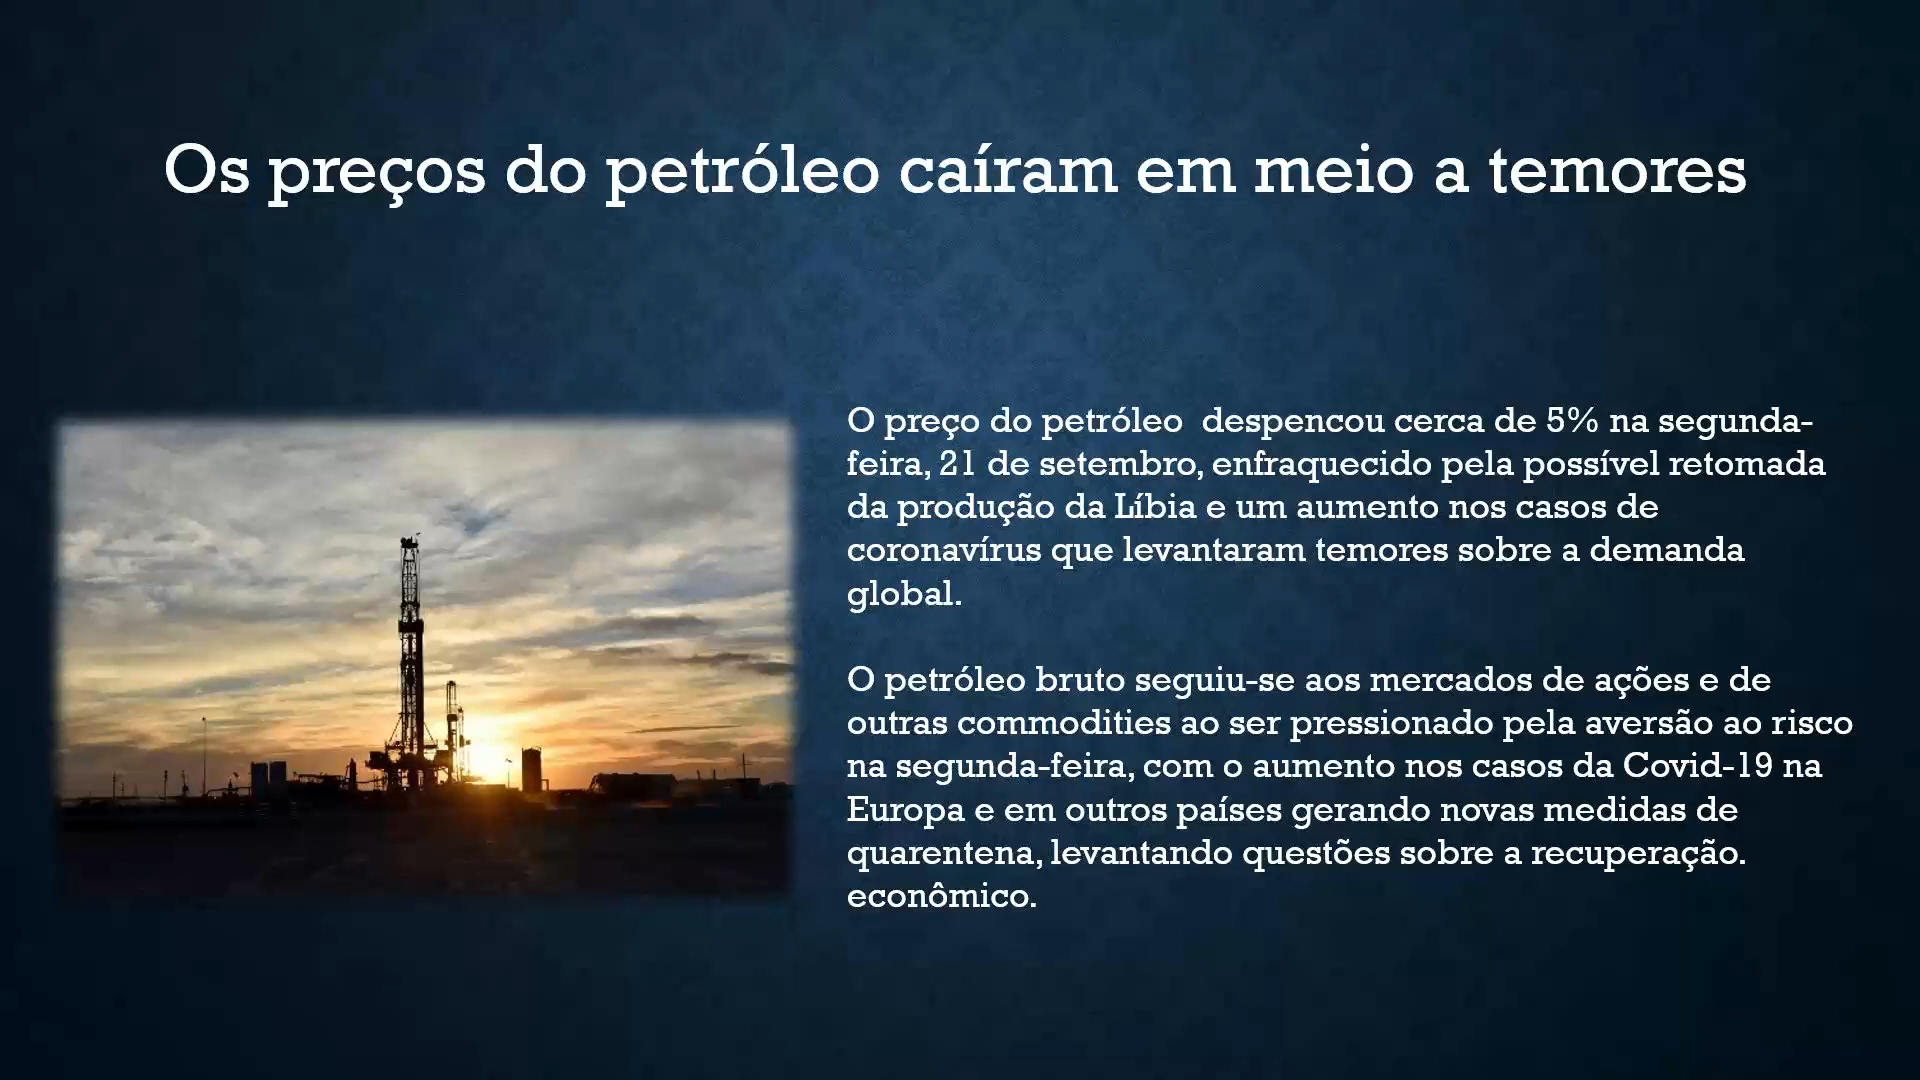 Os preços do petróleo caíram em meio a temores
O preço do petróleo  despencou cerca de 5% na segunda-
feira, 21 de setembro, enfraquecido pela possível retomada
da produção da Líbia e um aumento nos casos de
coronavírus que levantaram temores sobre a demanda
global.
O petróleo bruto seguiu-se aos mercados de ações e de
outras commodities ao ser pressionado pela aversão ao risco
na segunda-feira, com o aumento nos casos da Covid-19 na
Europa e em outros países gerando novas medidas de
quarentena, levantando questões sobre a recuperação.
econômico.